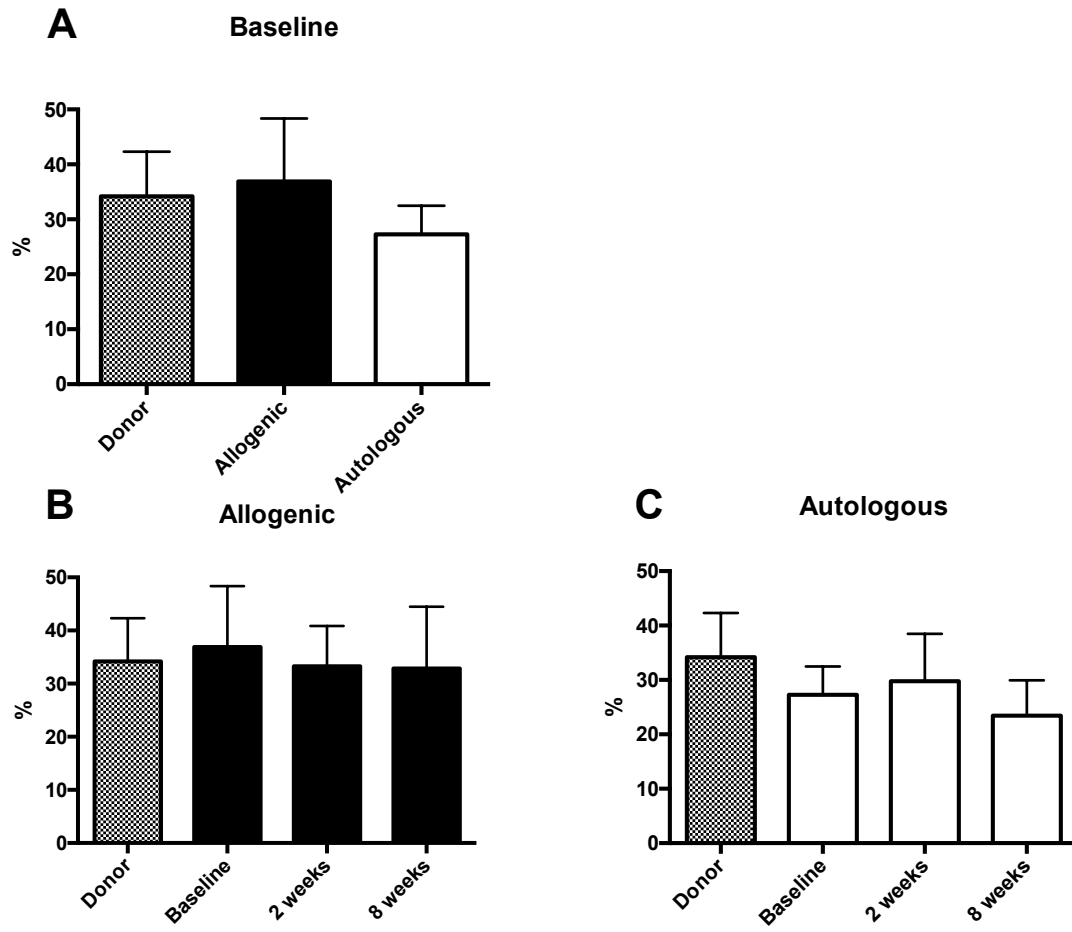 A
Baseline
50
40
30
20
10
0
%
Donor
Allogenic
Autologous
B
Allogenic
50
40
30
20
10
0
%
Donor
Baseline
2 weeks
8 weeks
C
Autologous
50
40
30
20
10
0
%
Donor
Baseline
2 weeks
8 weeks